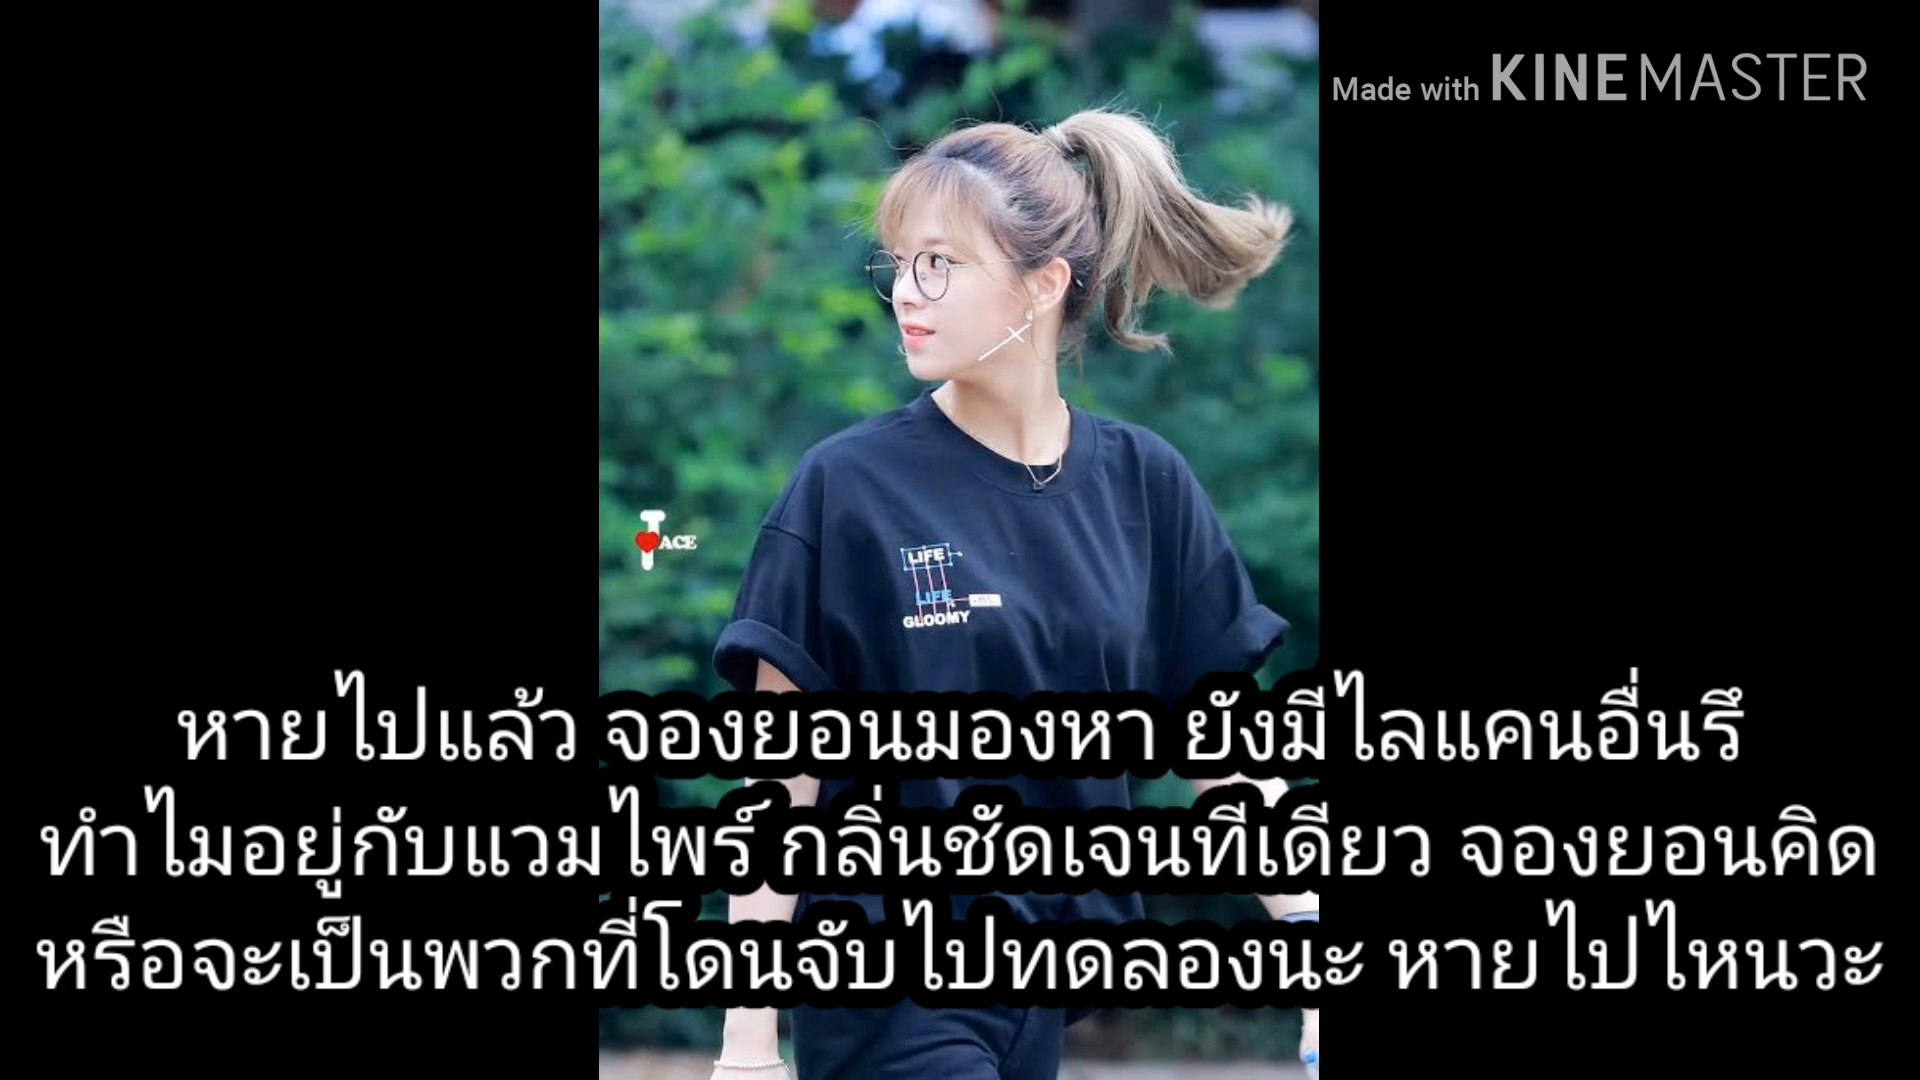 Made with KINEMASTER
ACE
LIFE
LIFE
GLOOMY
หายไปแล้ว จองยอนมองหา ยังมีไลแคนอื่นรึ
ทำไมอยู่กับแวมไพร์ กลิ่นชัดเจนทีเดียว จองยอนคิด
หรือจะเป็นพวกที่โดนจับไปทดลองนะ หายไปไหนวะ